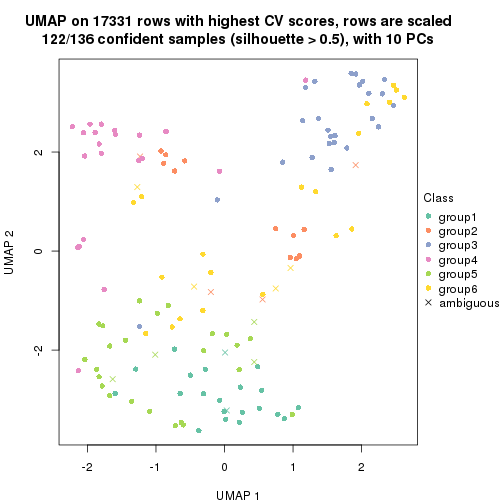 UMAP on 17331 rows with highest CV scores, rows are scaled
122/136 confident samples (silhouette > 0.5), with 10 PCs
UMAP 2
2
0
-2
-2
-1
0
1
2
UMAP 1
Class
group1
group2
group3
group4
group5
group6
ambiguous